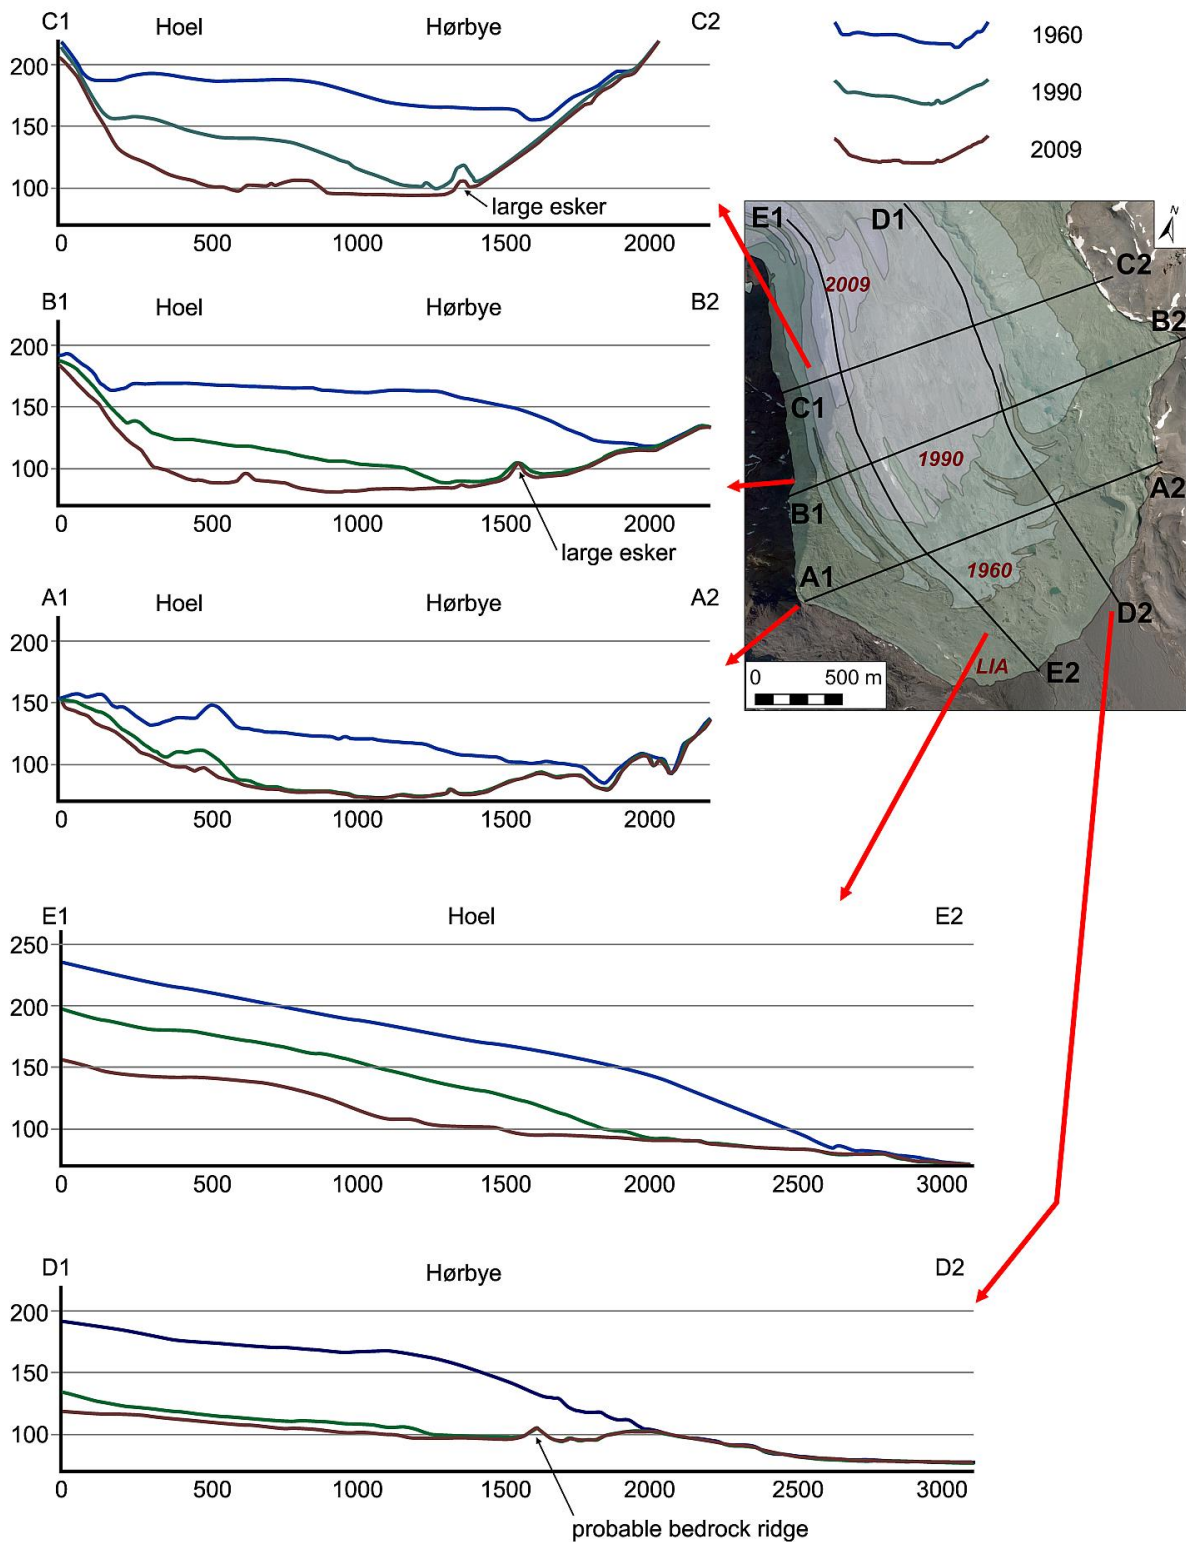 C1 Hoel Hørbye C2
200
150
100
large esker
0 500 1000 1500 2000
1960
1990
2009
B1 Hoel Hørbye B2
200
150
100
0 500 1000 1500 2000
large esker
A1 Hoel Hørbye A2
200
150
100
0 500 1000 1500 2000
N
E1 D1
C2
2009
B2
C1
1990
A2
B1
A1
1960
D2
LIA E2
0 500 m
E1 Hoel E2
250
200
150
100
0 500 1000 1500 2000 2500 3000
D1 Hørbye D2
200
150
100
0 500 1000 1500 2000 2500 3000
probable bedrock ridge